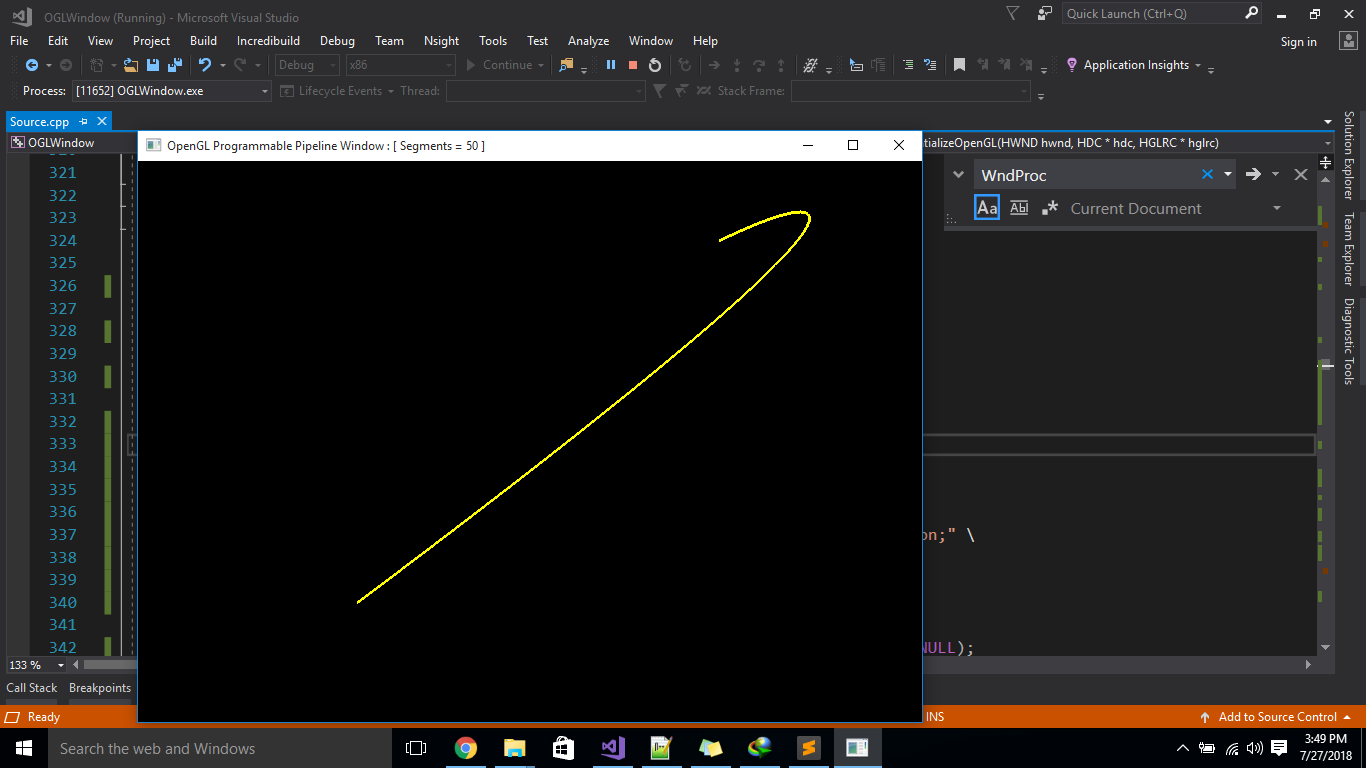 OGLWindow (Running) - Microsoft Visual Studio
Quick Launch (Ctrl+Q)
File Edit View Project Build Incredibuild Debug Team Nsight Tools Test Analyze Window Help
Sign in
Debug x86 Continue Application Insights
Process: [11652] OGLWindow.exe Lifecycle Events Thread: Stack Frame:
Source.cpp
OGLWindow
OpenGL Programmable Pipeline Window : [ Segments = 50 ]
tializeOpenGL(HWND hwnd, HDC * hdc, HGLRC * hglrc)
WndProc
Aa Abl .* Current Document
321
322
323
324
325
326
327
328
329
330
331
332
333
334
335
336
337 on;" \
338
339
340
341
342 NULL);
Solution Explorer
Team Explorer
Diagnostic Tools
133 %
Call Stack Breakpoints
Ready INS Add to Source Control
Search the web and Windows
3:49 PM
7/27/2018